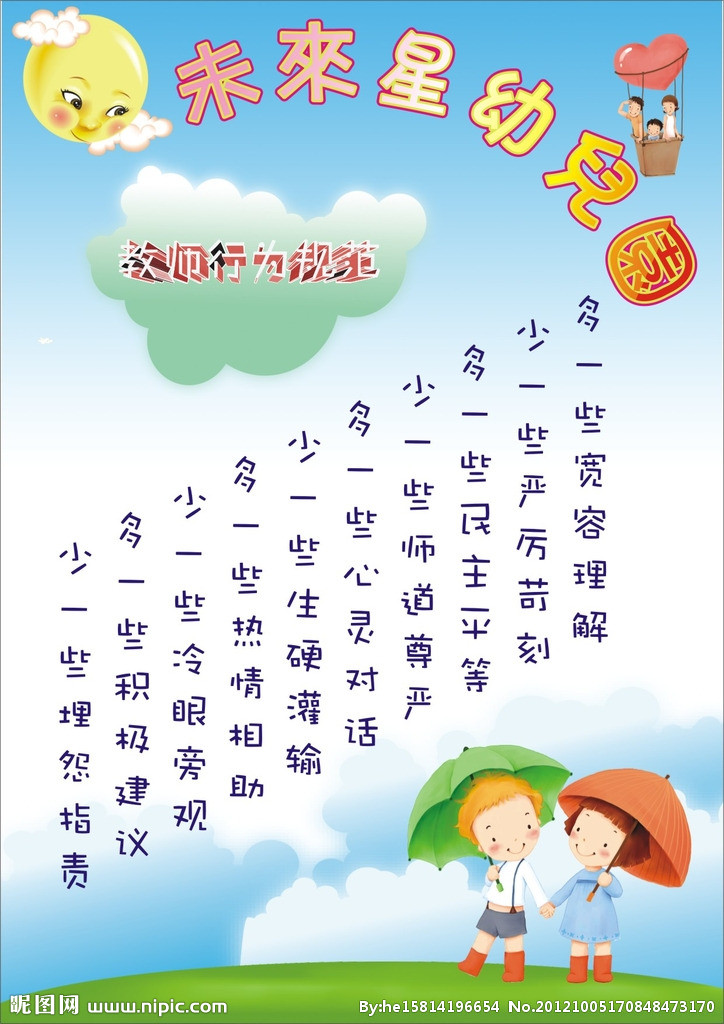 未來星幼兒園
教师行为规范
多一些宽容理解
少一些严厉苛刻
多一些民主平等
少一些师道尊严
多一些心灵对话
少一些生硬灌输
多一些热情相助
少一些冷眼旁观
多一些积极建议
少一些埋怨指责
昵图网 www.nipic.com
By:he15814196654 No.20121005170848473170